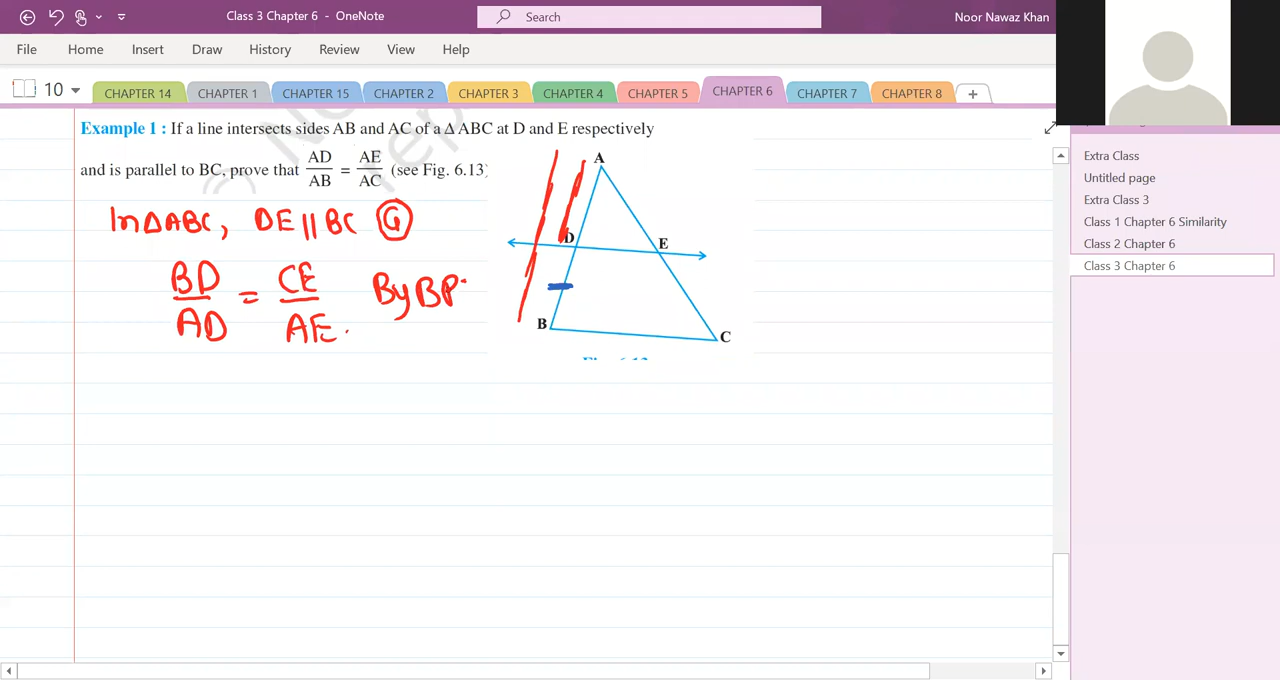 Class 3 Chapter 6 - OneNote
Search
Noor Nawaz Khan
File Home Insert Draw History Review View Help
10 CHAPTER 14 CHAPTER 1 CHAPTER 15 CHAPTER 2 CHAPTER 3 CHAPTER 4 CHAPTER 5 CHAPTER 6 CHAPTER 7 CHAPTER 8 +
Example 1 : If a line intersects sides AB and AC of a Δ ABC at D and E respectively
and is parallel to BC, prove that AD/AB = AE/AC (see Fig. 6.13)
In ΔABC, DE || BC G
BD/AD = CE/AE. By BP
A
D
E
B
C
Fig. 6.13
Extra Class
Untitled page
Extra Class 3
Class 1 Chapter 6 Similarity
Class 2 Chapter 6
Class 3 Chapter 6